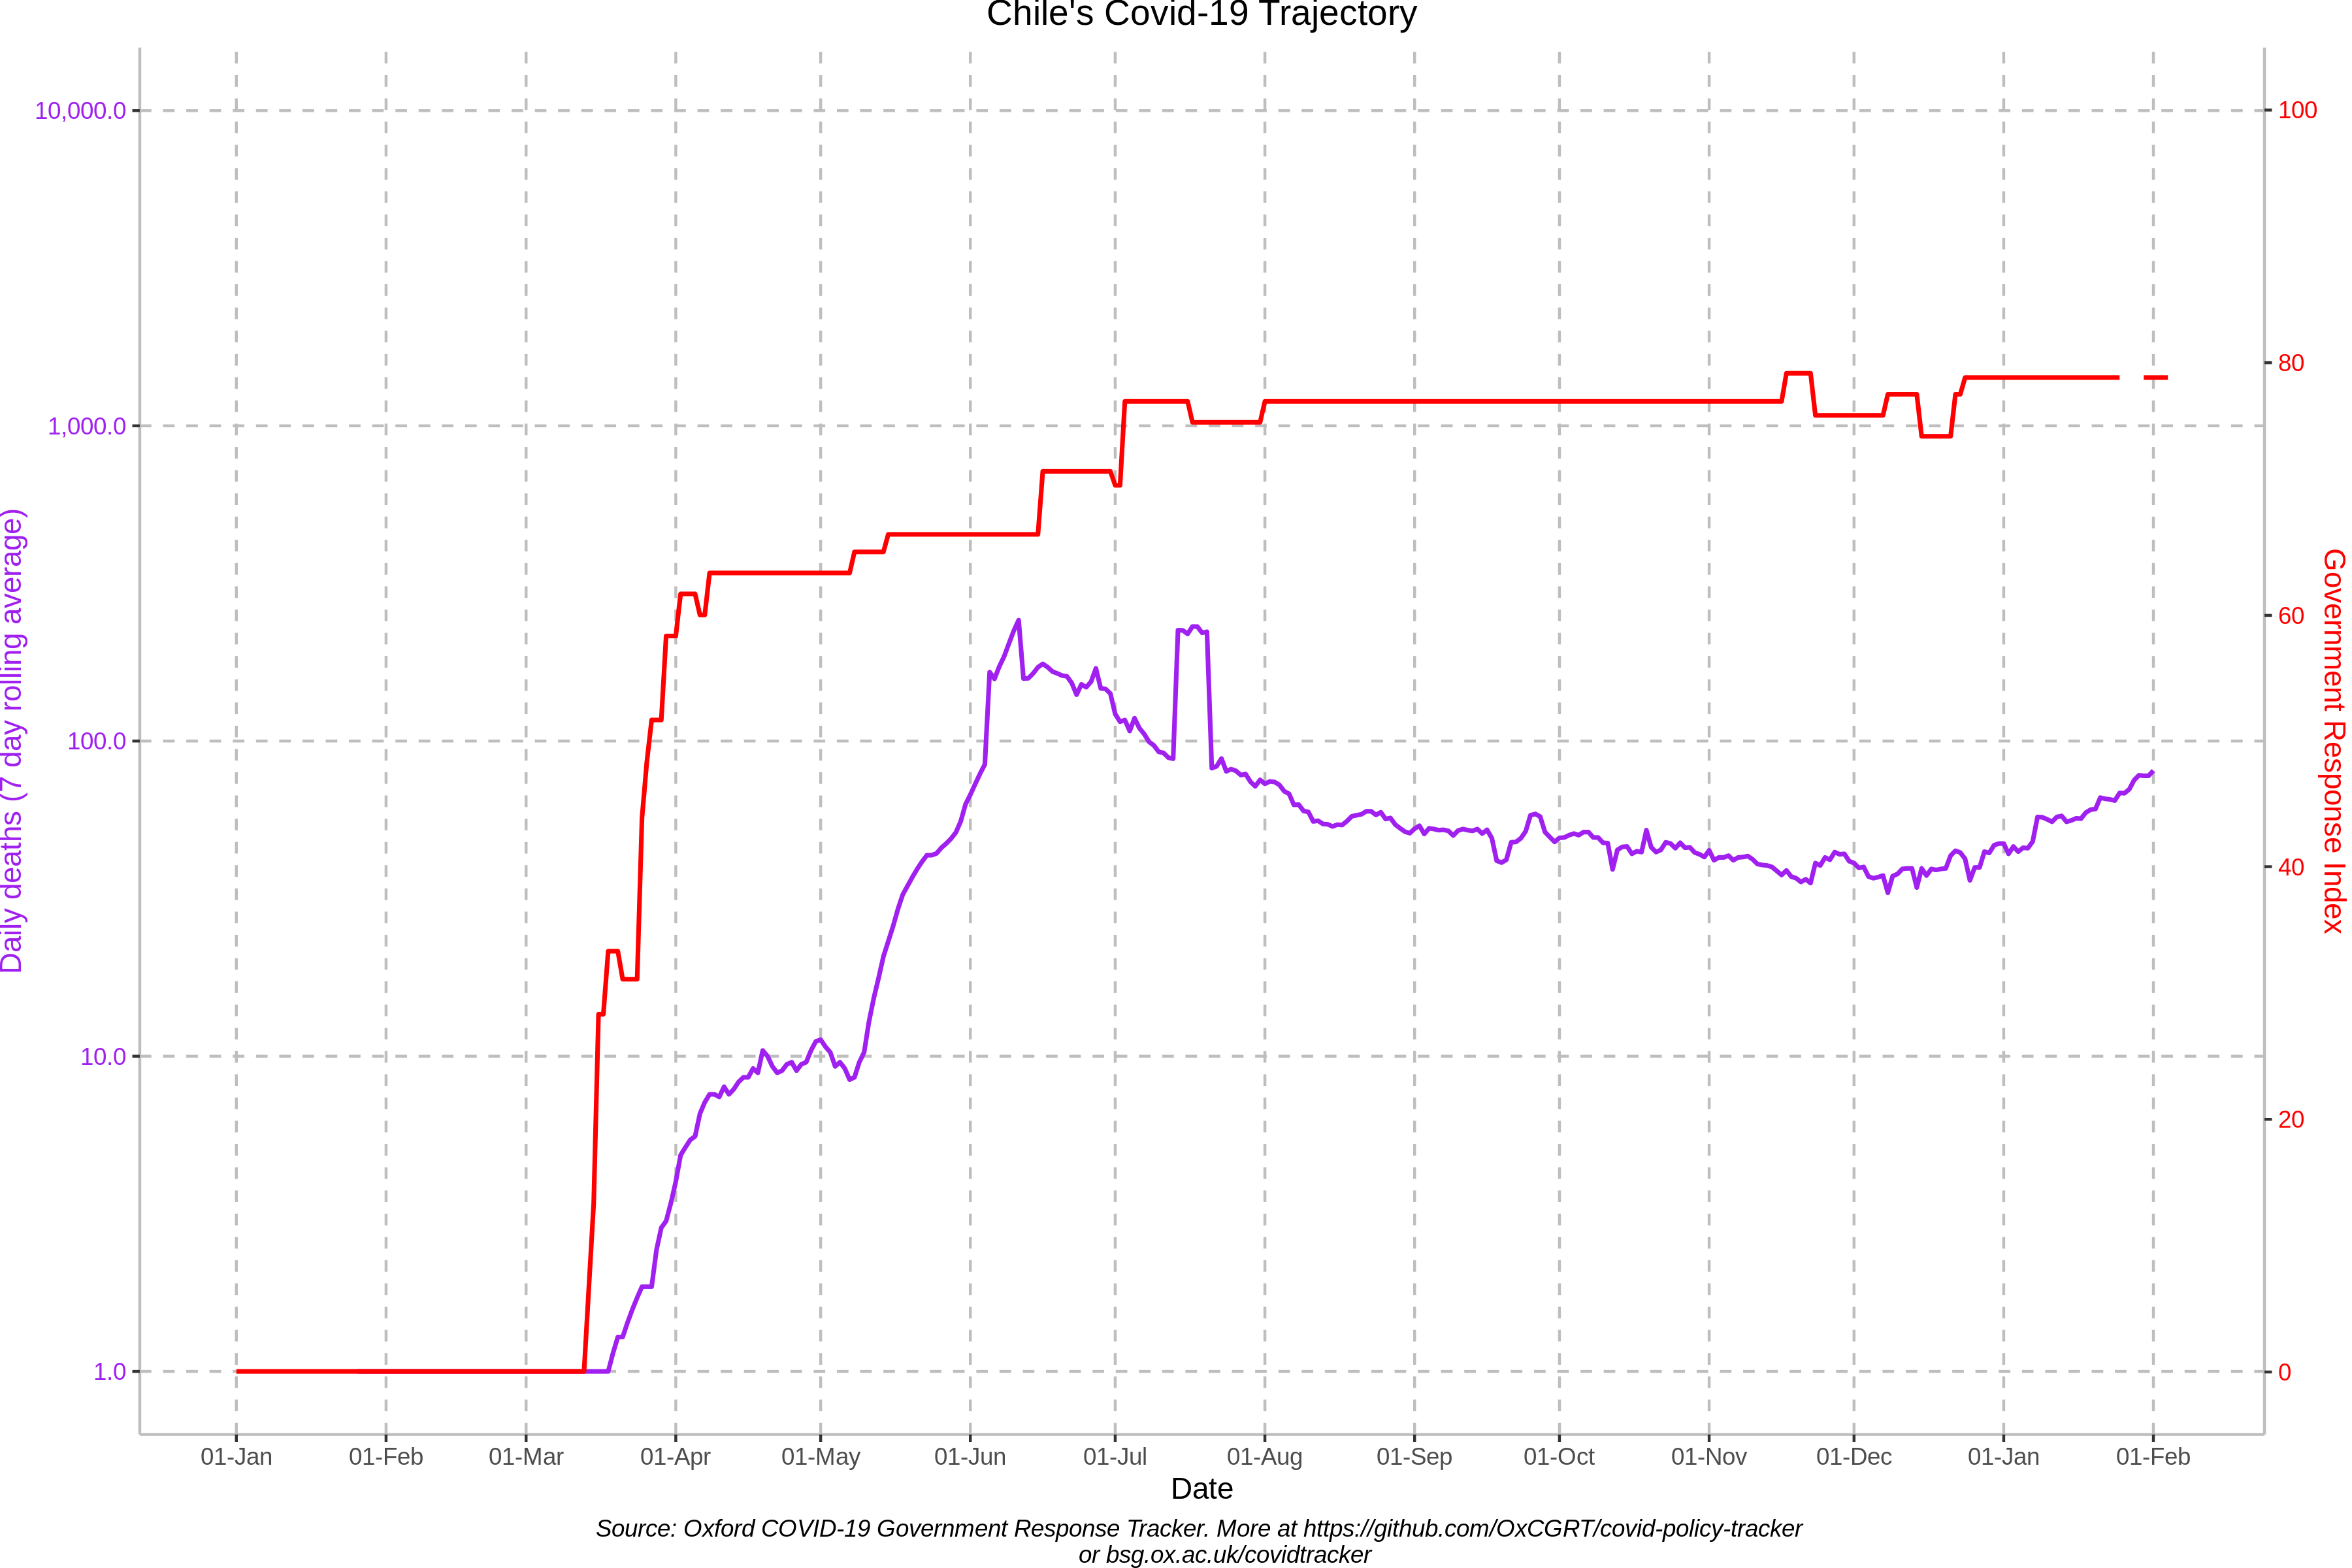 Chile's Covid-19 Trajectory
10,000.0
1,000.0
100.0
10.0
1.0
Daily deaths (7 day rolling average)
100
80
60
40
20
0
Government Response Index
01-Jan 01-Feb 01-Mar 01-Apr 01-May 01-Jun 01-Jul 01-Aug 01-Sep 01-Oct 01-Nov 01-Dec 01-Jan 01-Feb
Date
Source: Oxford COVID-19 Government Response Tracker. More at https://github.com/OxCGRT/covid-policy-tracker
or bsg.ox.ac.uk/covidtracker